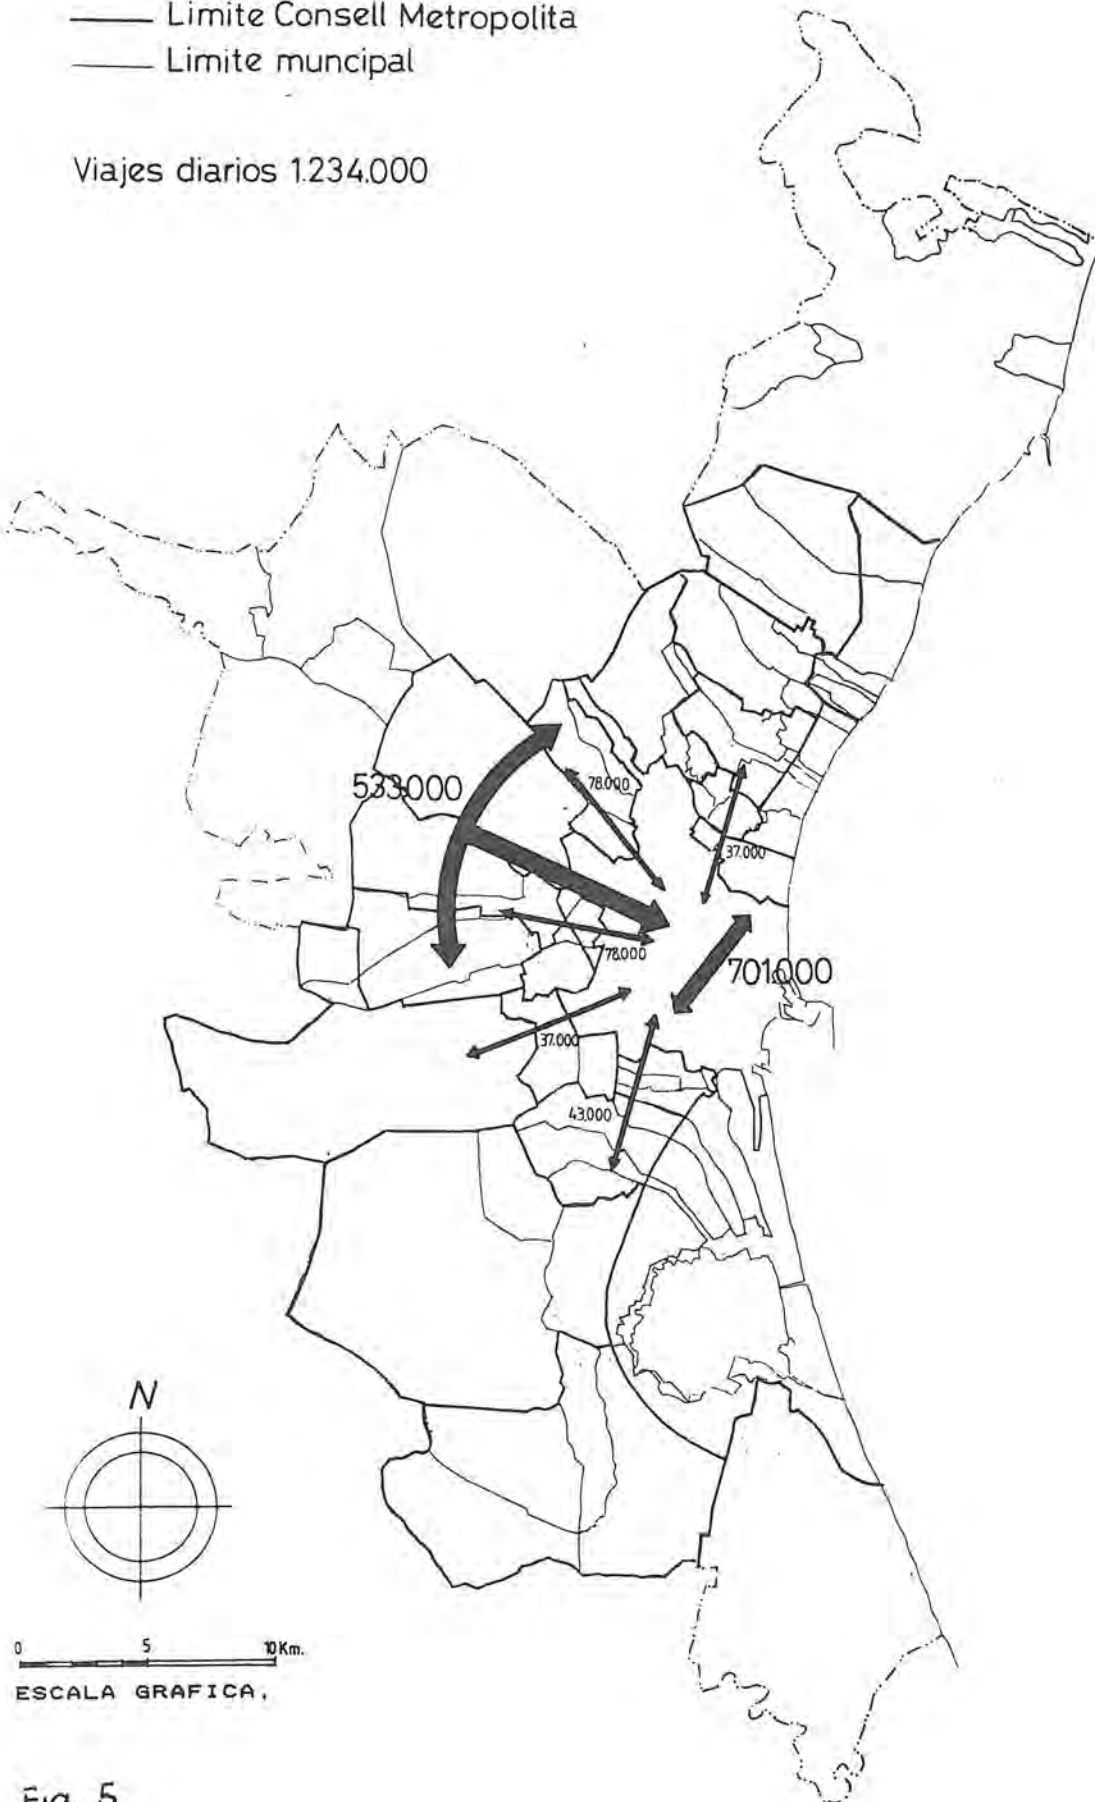 Limite Consell Metropolita
Limite muncipal
Viajes diarios 1.234.000
533.000
78.000
37.000
78.000
701.000
37.000
43.000
N
0 5 10Km.
ESCALA GRAFICA.
Fig. 5